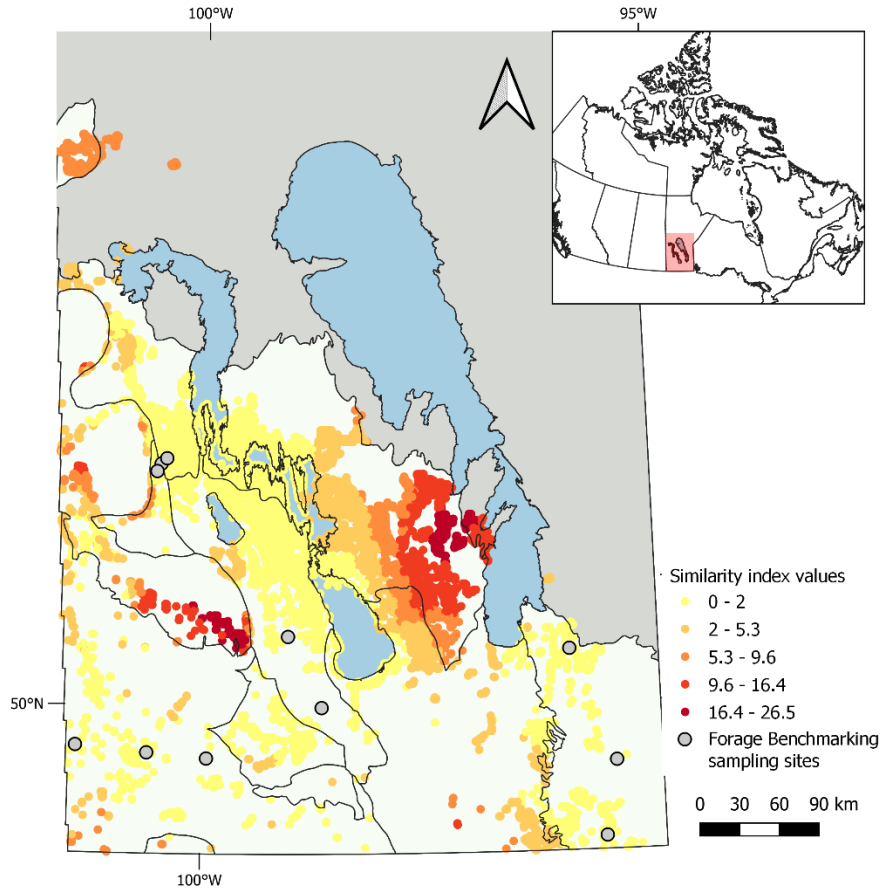 100°W
95°W
Similarity index values
0 - 2
2 - 5.3
5.3 - 9.6
9.6 - 16.4
16.4 - 26.5
Forage Benchmarking
sampling sites
50°N
0 30 60 90 km
100°W